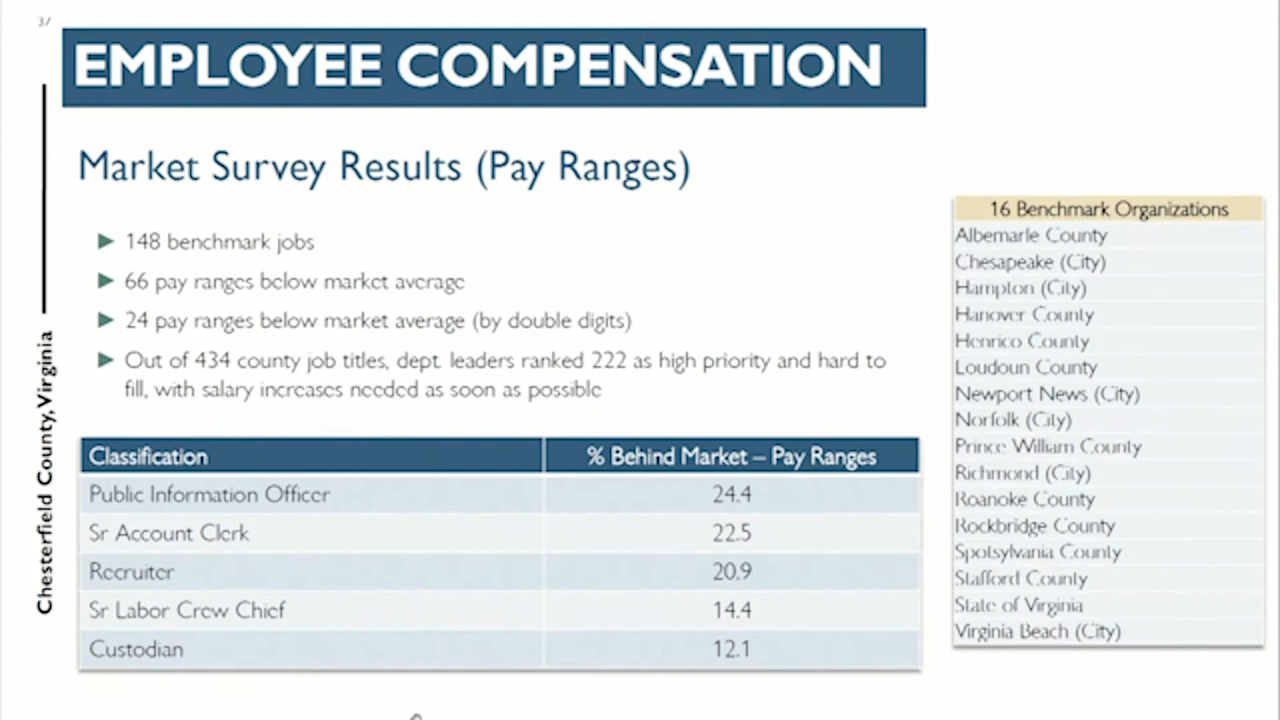 37
EMPLOYEE COMPENSATION
Market Survey Results (Pay Ranges)
148 benchmark jobs
66 pay ranges below market average
24 pay ranges below market average (by double digits)
Out of 434 county job titles, dept. leaders ranked 222 as high priority and hard to
fill, with salary increases needed as soon as possible
Classification % Behind Market – Pay Ranges
Public Information Officer 24.4
Sr Account Clerk 22.5
Recruiter 20.9
Sr Labor Crew Chief 14.4
Custodian 12.1
16 Benchmark Organizations
Albemarle County
Chesapeake (City)
Hampton (City)
Hanover County
Henrico County
Loudoun County
Newport News (City)
Norfolk (City)
Prince William County
Richmond (City)
Roanoke County
Rockbridge County
Spotsylvania County
Stafford County
State of Virginia
Virginia Beach (City)
Chesterfield County, Virginia